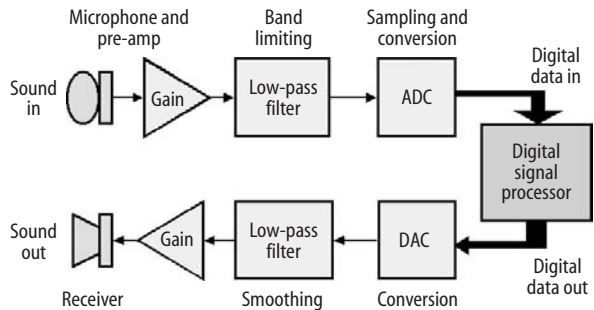 Microphone and
pre-amp
Band
limiting
Sampling and
conversion
Digital
data in
Sound
in
Gain
Low-pass
filter
ADC
Digital
signal
processor
Sound
out
Gain
Low-pass
filter
DAC
Digital
data out
Receiver
Smoothing
Conversion